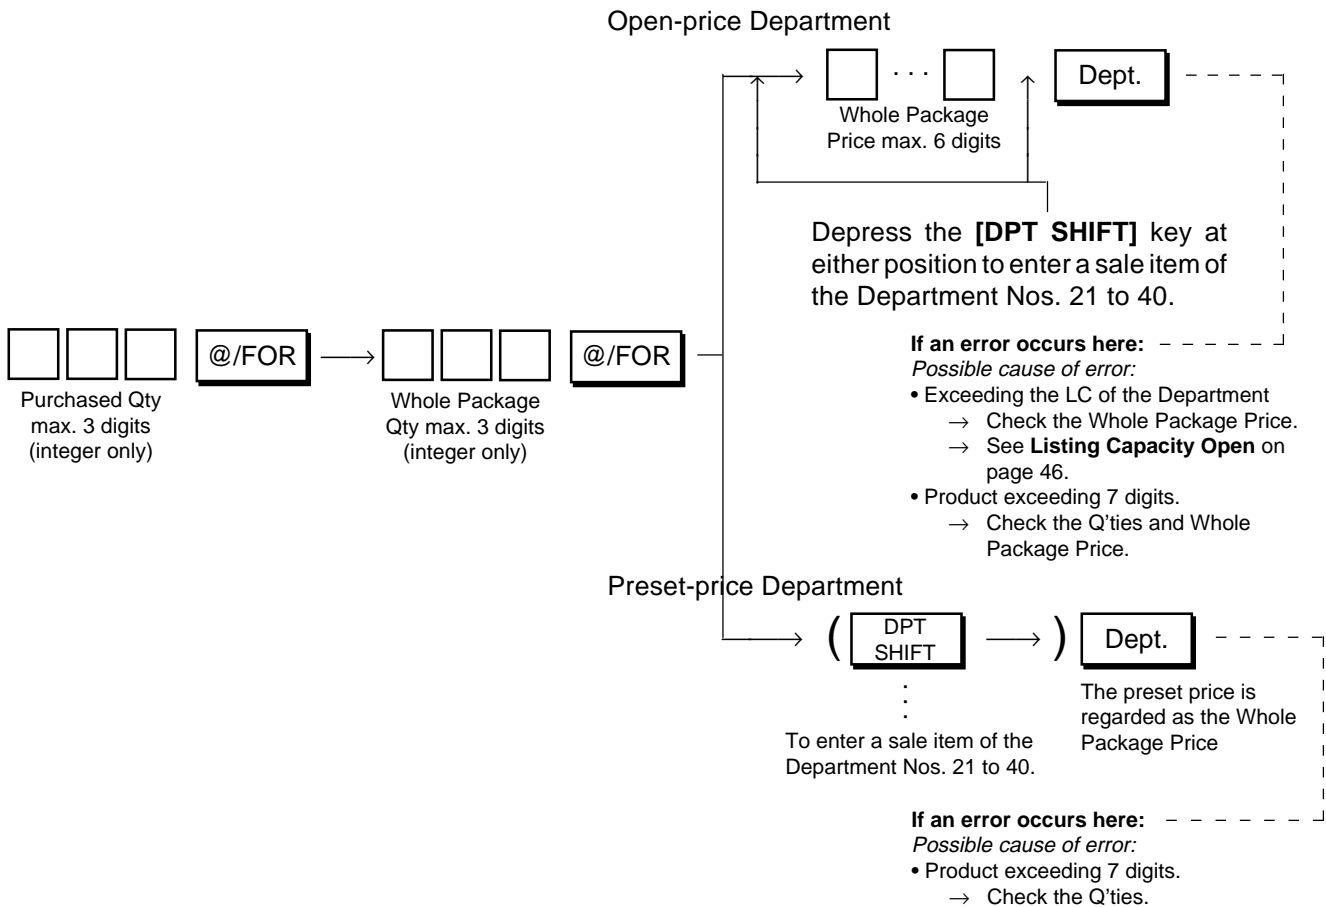 Open-price Department
· · ·
Dept.
Whole Package
Price max. 6 digits
Depress the [DPT SHIFT] key at
either position to enter a sale item of
the Department Nos. 21 to 40.
@/FOR
@/FOR
Purchased Qty
max. 3 digits
(integer only)
Whole Package
Qty max. 3 digits
(integer only)
If an error occurs here:
Possible cause of error:
• Exceeding the LC of the Department
→ Check the Whole Package Price.
→ See Listing Capacity Open on
page 46.
• Product exceeding 7 digits.
→ Check the Q'ties and Whole
Package Price.
Preset-price Department
( DPT
SHIFT → ) Dept.
To enter a sale item of the
Department Nos. 21 to 40.
The preset price is
regarded as the Whole
Package Price
If an error occurs here:
Possible cause of error:
• Product exceeding 7 digits.
→ Check the Q'ties.